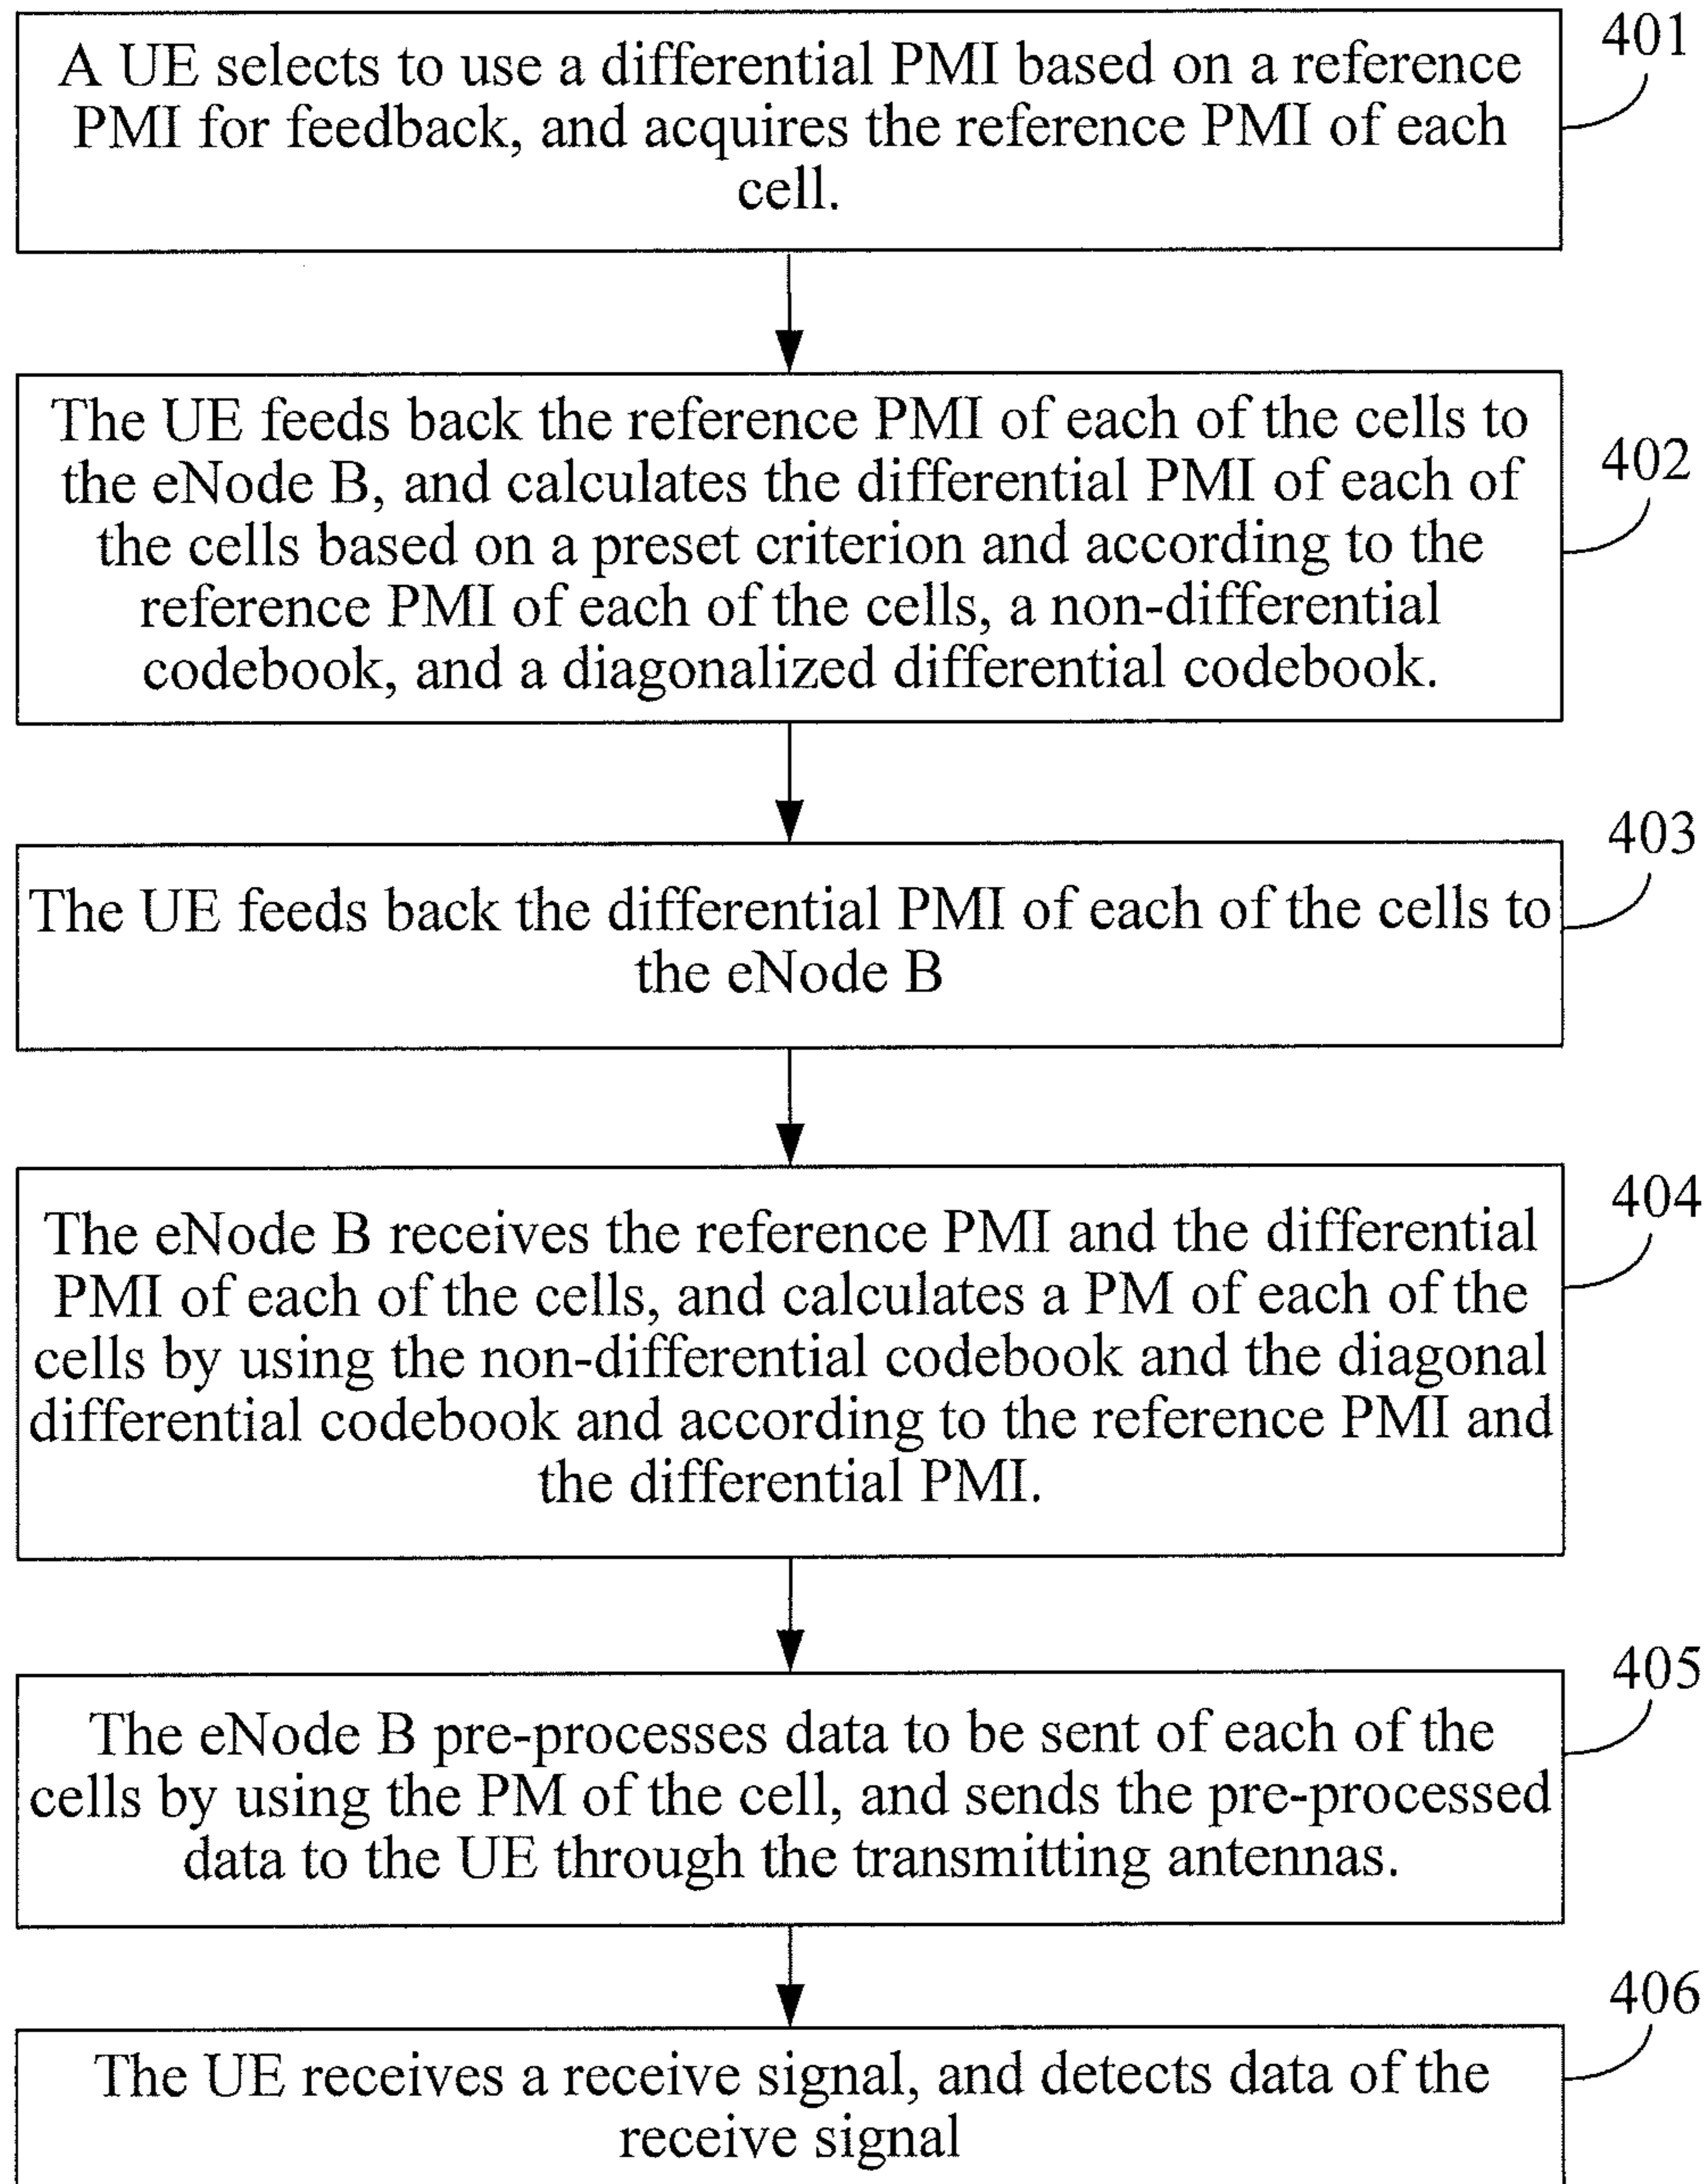 401
A UE selects to use a differential PMI based on a reference
PMI for feedback, and acquires the reference PMI of each
cell.
402
The UE feeds back the reference PMI of each of the cells to
the eNode B, and calculates the differential PMI of each of
the cells based on a preset criterion and according to the
reference PMI of each of the cells, a non-differential
codebook, and a diagonalized differential codebook.
403
The UE feeds back the differential PMI of each of the cells to
the eNode B
404
The eNode B receives the reference PMI and the differential
PMI of each of the cells, and calculates a PM of each of the
cells by using the non-differential codebook and the diagonal
differential codebook and according to the reference PMI and
the differential PMI.
405
The eNode B pre-processes data to be sent of each of the
cells by using the PM of the cell, and sends the pre-processed
data to the UE through the transmitting antennas.
406
The UE receives a receive signal, and detects data of the
receive signal